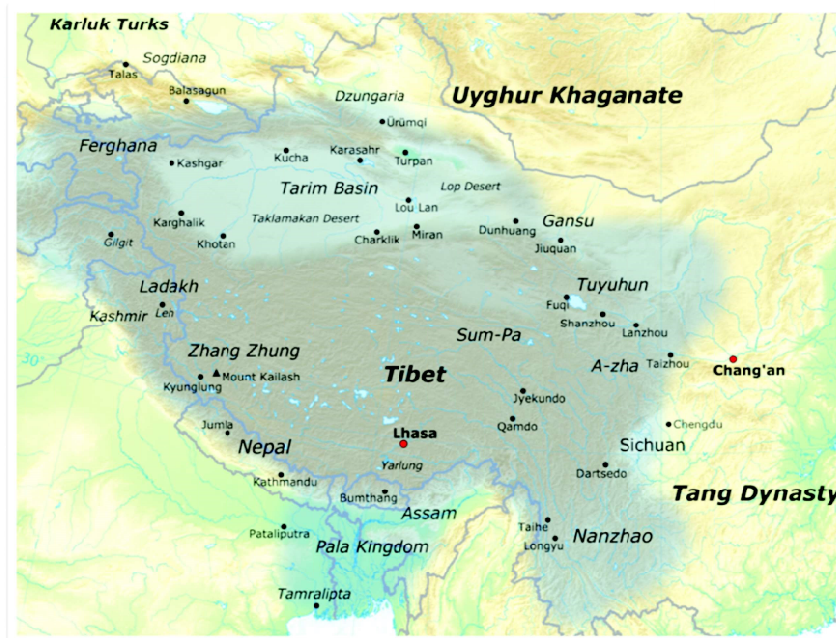 Karluk Turks
Sogdiana
Talas
Balasagun
Dzungaria
Uyghur Khaganate
Ürümqi
Ferghana
Kashgar
Kucha
Karasahr
Turpan
Tarim Basin
Lop Desert
Lou Lan
Karghalik
Taklamakan Desert
Dunhuang
Gansu
Gilgit
Khotan
Charklik
Miran
Jiuquan
Ladakh
Tuyuhun
Leh
Fuqi
Kashmir
Shanzhou
Sum-Pa
Lanzhou
30°
Zhang Zhung
A-zha
Taizhou
Chang'an
Mount Kailash
Tibet
Kyunglung
Jyekundo
Jumla
Qamdo
Chengdu
Lhasa
Nepal
Sichuan
Yarlung
Dartsedo
Kathmandu
Bumthang
Tang Dynasty
Assam
Taihe
Pataliputra
Pala Kingdom
Longyu
Nanzhao
Tamralipta